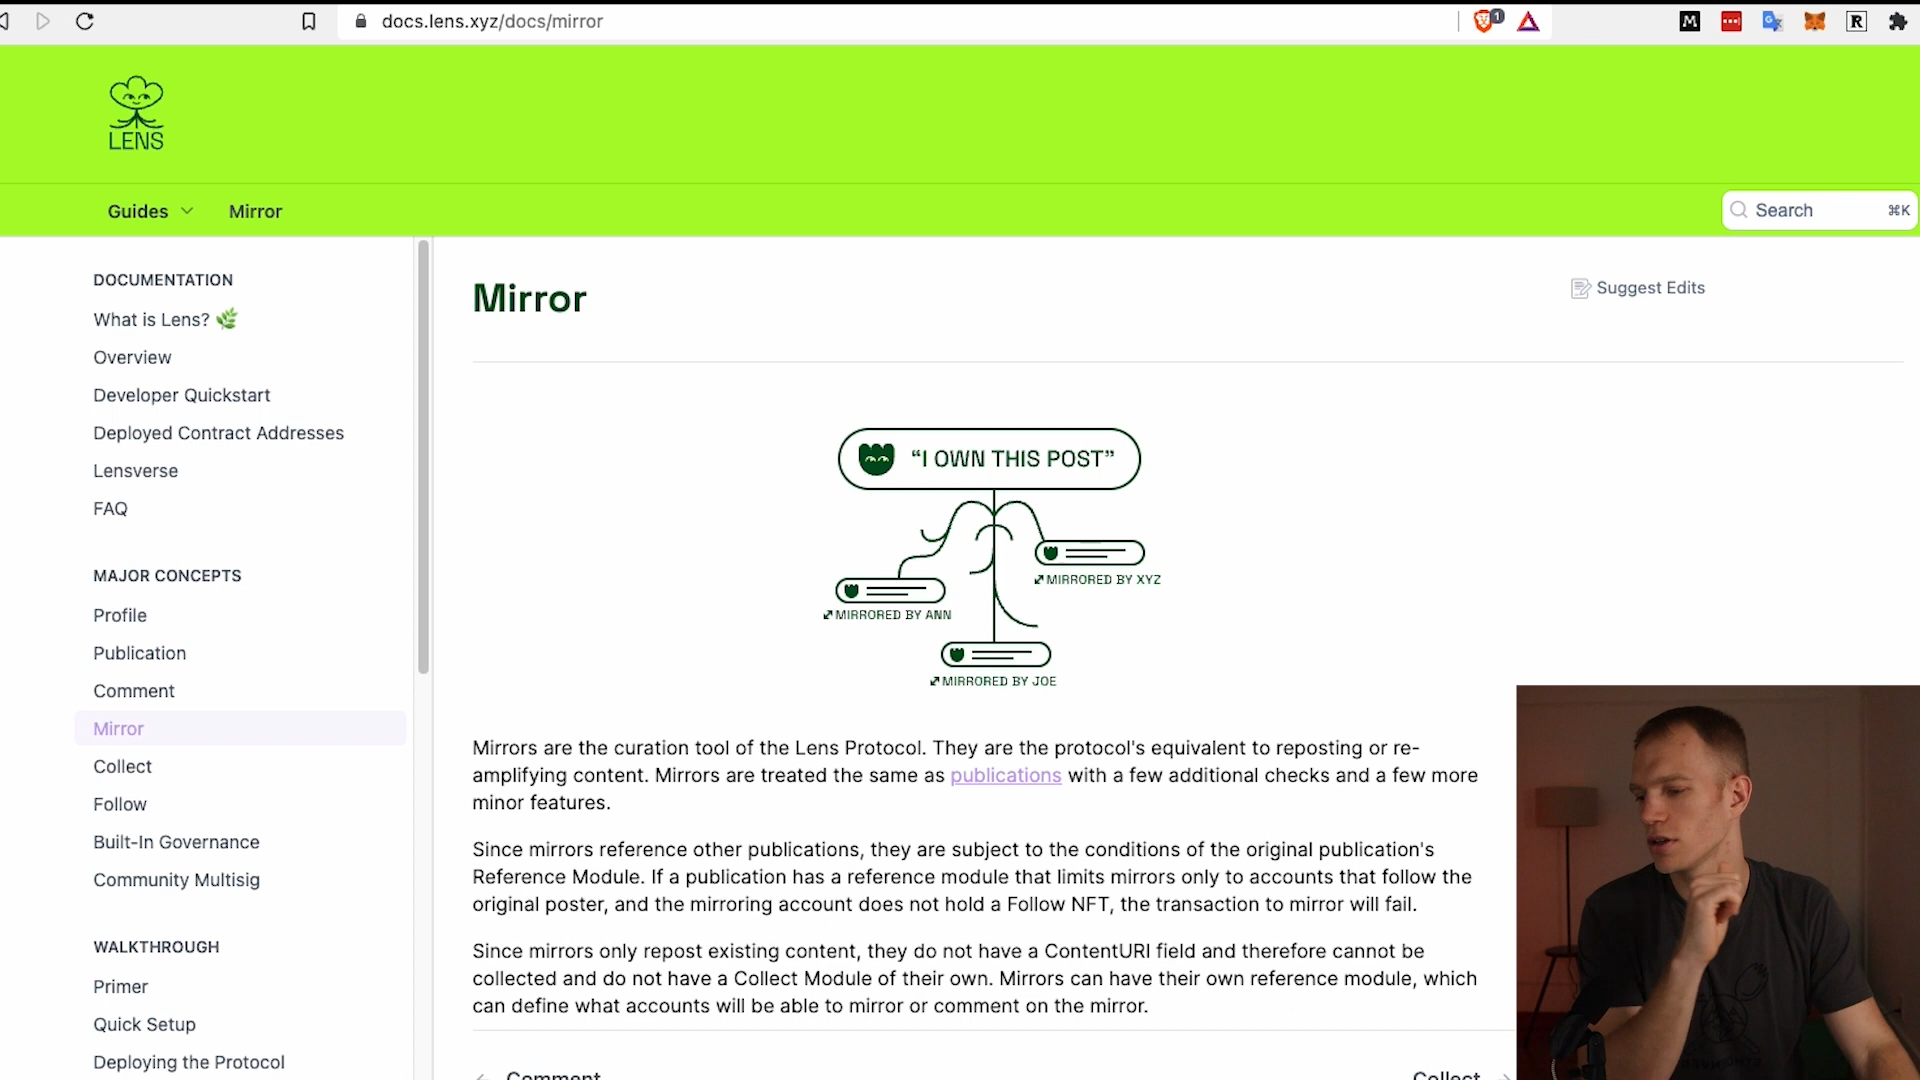 docs.lens.xyz/docs/mirror
1
M
R
LENS
Guides
Mirror
Search
⌘K
DOCUMENTATION
What is Lens? 🌿
Overview
Developer Quickstart
Deployed Contract Addresses
Lensverse
FAQ
MAJOR CONCEPTS
Profile
Publication
Comment
Mirror
Collect
Follow
Built-In Governance
Community Multisig
WALKTHROUGH
Primer
Quick Setup
Deploying the Protocol
Mirror
Suggest Edits
“I OWN THIS POST”
MIRRORED BY XYZ
MIRRORED BY ANN
MIRRORED BY JOE
Mirrors are the curation tool of the Lens Protocol. They are the protocol's equivalent to reposting or re-
amplifying content. Mirrors are treated the same as publications with a few additional checks and a few more
minor features.
Since mirrors reference other publications, they are subject to the conditions of the original publication's
Reference Module. If a publication has a reference module that limits mirrors only to accounts that follow the
original poster, and the mirroring account does not hold a Follow NFT, the transaction to mirror will fail.
Since mirrors only repost existing content, they do not have a ContentURI field and therefore cannot be
collected and do not have a Collect Module of their own. Mirrors can have their own reference module, which
can define what accounts will be able to mirror or comment on the mirror.
Comment
Collect